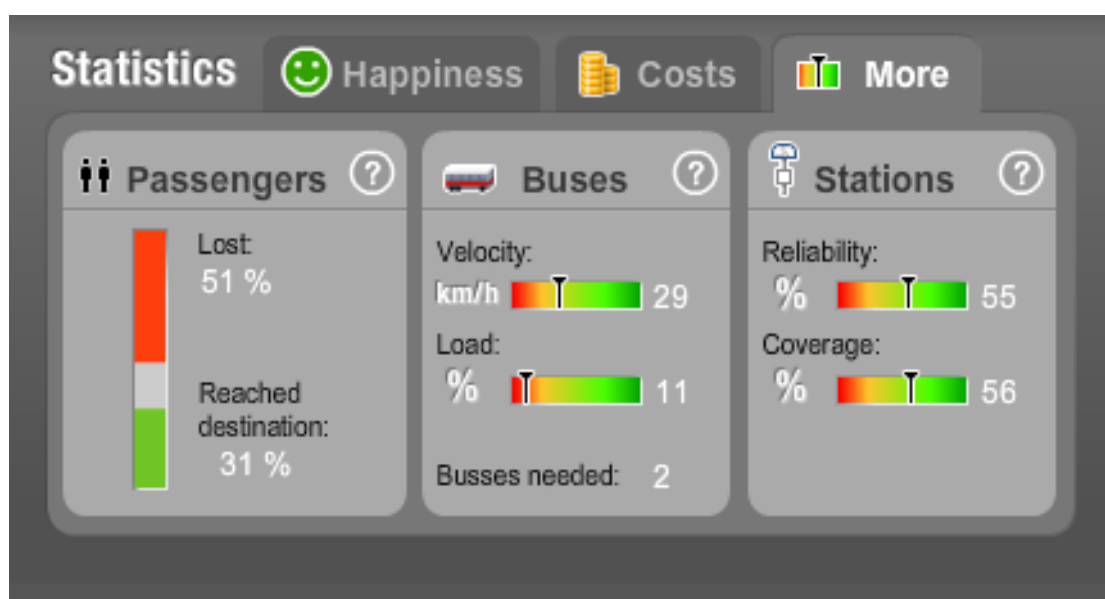 Statistics
Happiness
Costs
More
Passengers ?
Lost:
51 %
Reached
destination:
31 %
Buses ?
Velocity:
km/h 29
Load:
% 11
Busses needed: 2
Stations ?
Reliability:
% 55
Coverage:
% 56